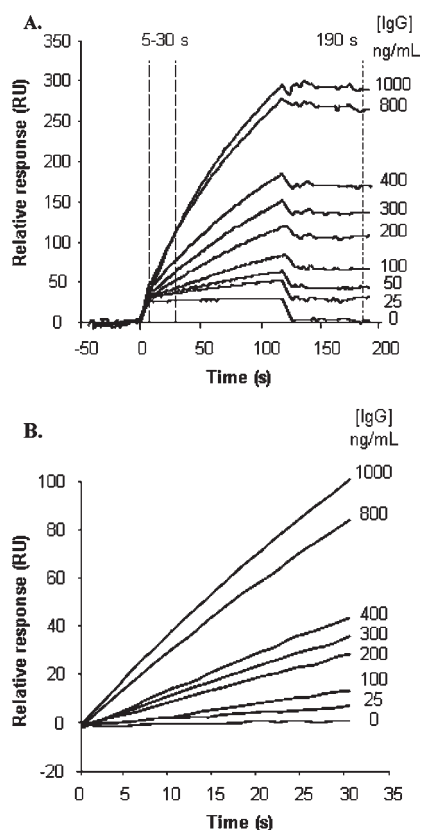 A.
5-30 s
190 s
[IgG]
ng/mL
350
300
250
200
150
100
50
0
Relative response (RU)
1000
800
400
300
200
100
50
25
0
-50 0 50 100 150 200
Time (s)
B.
[IgG]
ng/mL
100
80
60
40
20
0
-20
Relative response (RU)
1000
800
400
300
200
100
25
0
0 5 10 15 20 25 30 35
Time (s)